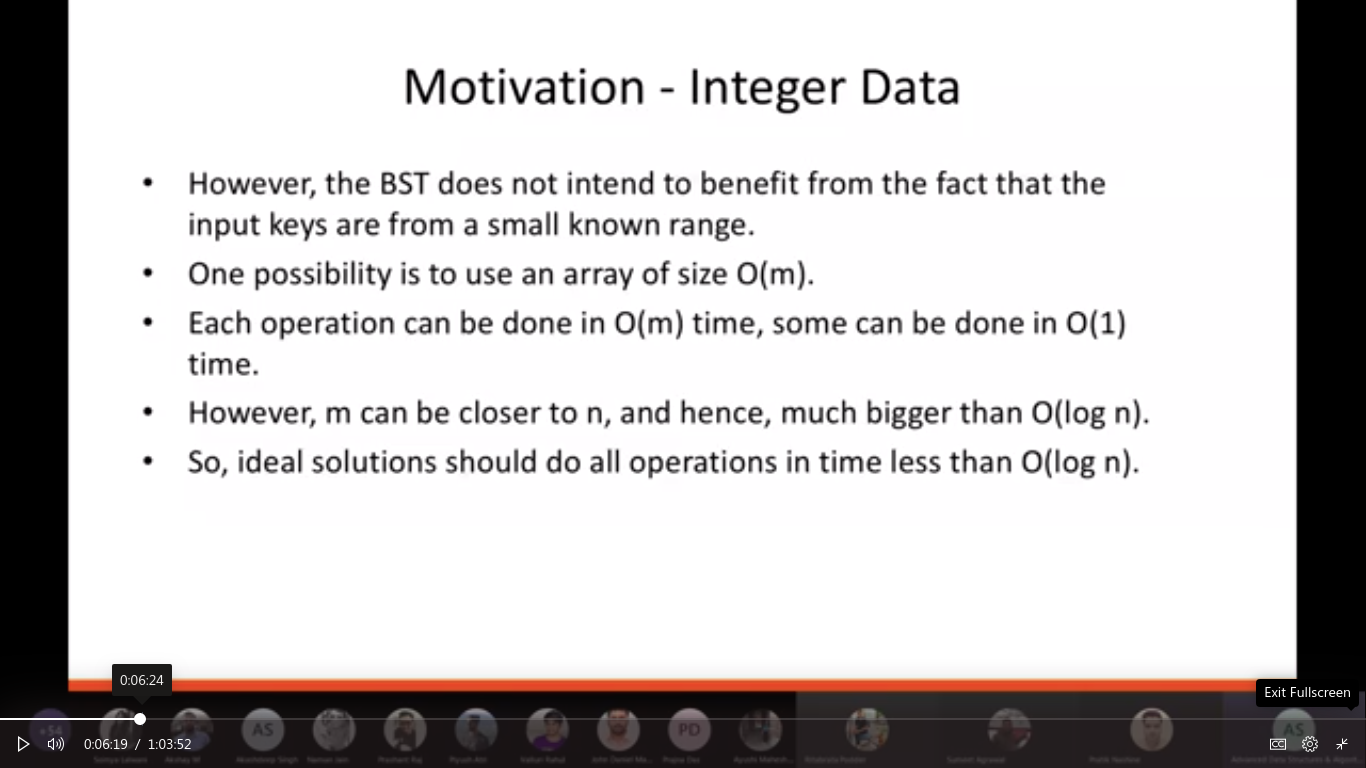 Motivation - Integer Data
• However, the BST does not intend to benefit from the fact that the
input keys are from a small known range.
• One possibility is to use an array of size O(m).
• Each operation can be done in O(m) time, some can be done in O(1)
time.
• However, m can be closer to n, and hence, much bigger than O(log n).
• So, ideal solutions should do all operations in time less than O(log n).
0:06:24
Exit Fullscreen
+54
AS
PD
AS
0:06:19 / 1:03:52
CC